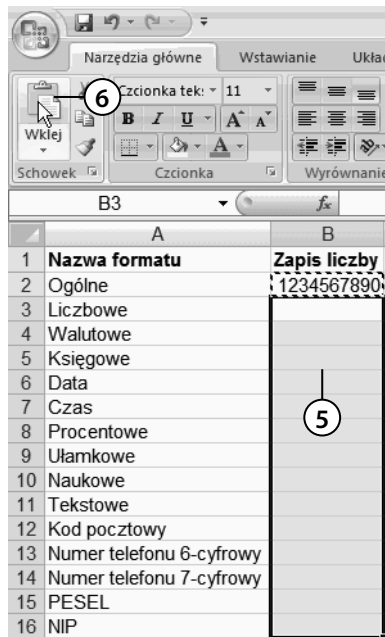 Narzędzia główne Wstawianie Ukła
6
Czcionka tek: 11
Wklej
B I U A A A
Schowek Czcionka Wyrównanie
B3 fx
A B
1 Nazwa formatu Zapis liczby
2 Ogólne 1234567890
3 Liczbowe
4 Walutowe
5 Księgowe
6 Data
7 Czas
5
8 Procentowe
9 Ułamkowe
10 Naukowe
11 Tekstowe
12 Kod pocztowy
13 Numer telefonu 6-cyfrowy
14 Numer telefonu 7-cyfrowy
15 PESEL
16 NIP